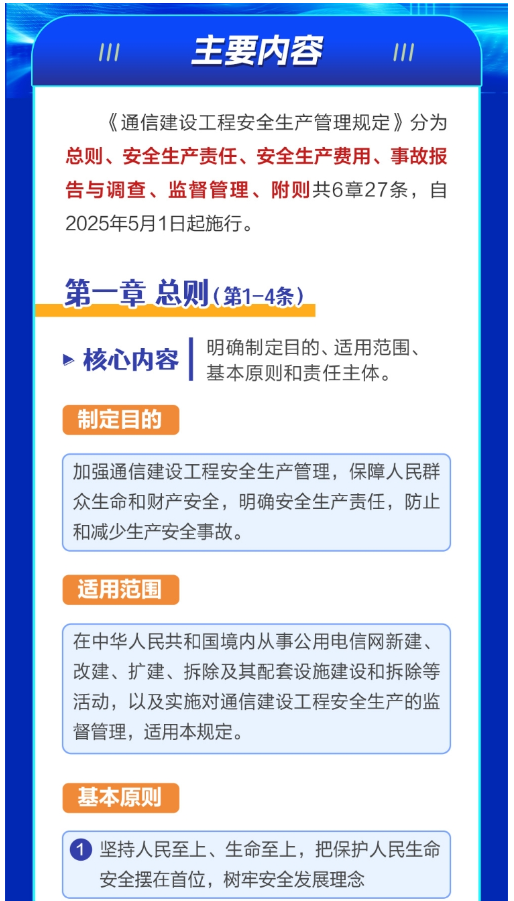 主要内容
《通信建设工程安全生产管理规定》分为
总则、安全生产责任、安全生产费用、事故报
告与调查、监督管理、附则共6章27条，自
2025年5月1日起施行。
第一章 总则（第1-4条）
核心内容
明确制定目的、适用范围、
基本原则和责任主体。
制定目的
加强通信建设工程安全生产管理，保障人民群
众生命和财产安全，明确安全生产责任，防止
和减少生产安全事故。
适用范围
在中华人民共和国境内从事公用电信网新建、
改建、扩建、拆除及其配套设施建设和拆除等
活动，以及实施对通信建设工程安全生产的监
督管理，适用本规定。
基本原则
1 坚持人民至上、生命至上，把保护人民生命
安全摆在首位，树牢安全发展理念